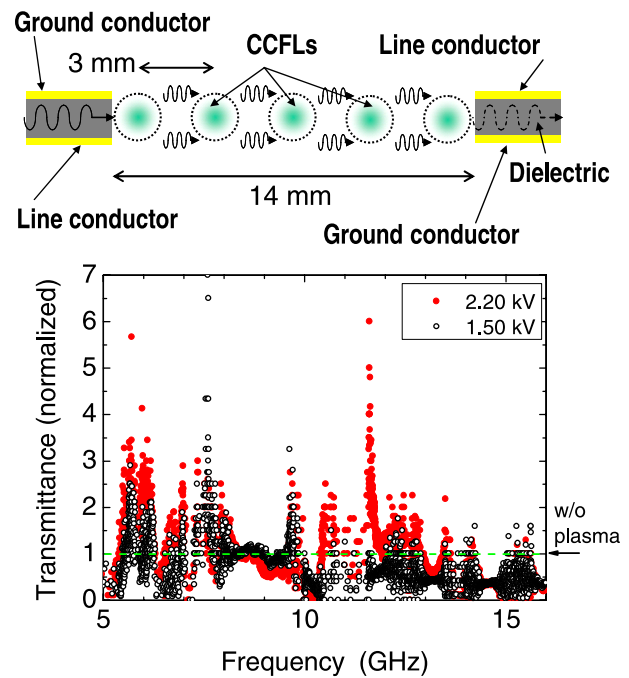 Ground conductor
CCFLs
Line conductor
3 mm
Dielectric
14 mm
Line conductor
Ground conductor
7
6
5
4
3
2
1
0
Transmittance (normalized)
2.20 kV
1.50 kV
w/o
plasma
5
10
15
Frequency (GHz)